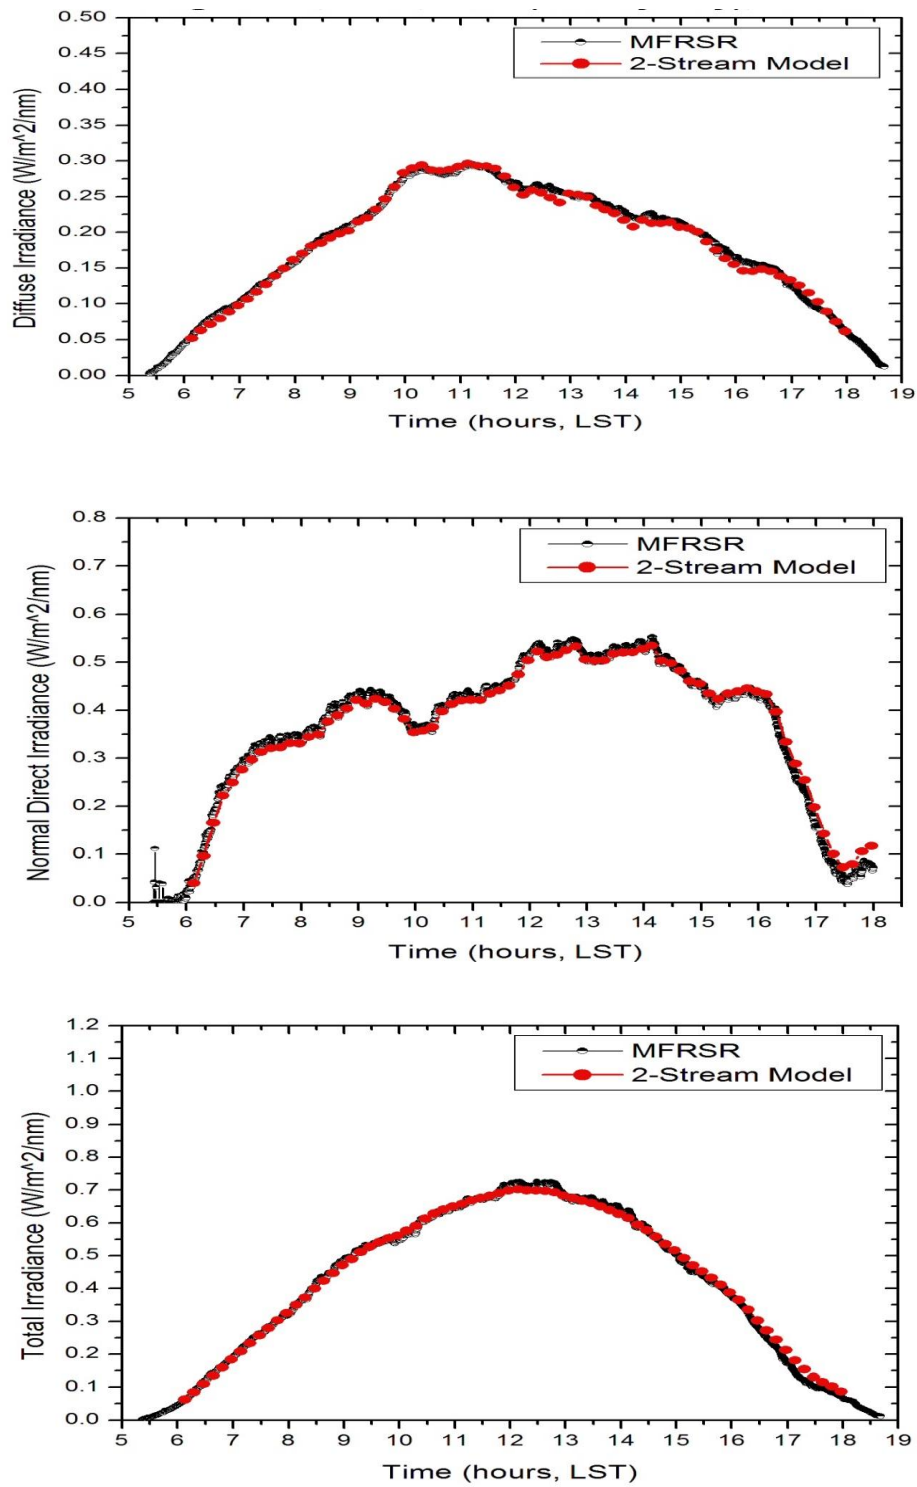 0.50
0.45
0.40
0.35
0.30
0.25
0.20
0.15
0.10
0.05
0.00
Diffuse Irradiance (W/m^2/nm)
MFRSR
2-Stream Model
5 6 7 8 9 10 11 12 13 14 15 16 17 18 19
Time (hours, LST)
0.8
0.7
0.6
0.5
0.4
0.3
0.2
0.1
0.0
Normal Direct Irradiance (W/m^2/nm)
MFRSR
2-Stream Model
5 6 7 8 9 10 11 12 13 14 15 16 17 18
Time (hours, LST)
1.2
1.1
1.0
0.9
0.8
0.7
0.6
0.5
0.4
0.3
0.2
0.1
0.0
Total Irradiance (W/m^2/nm)
MFRSR
2-Stream Model
5 6 7 8 9 10 11 12 13 14 15 16 17 18 19
Time (hours, LST)